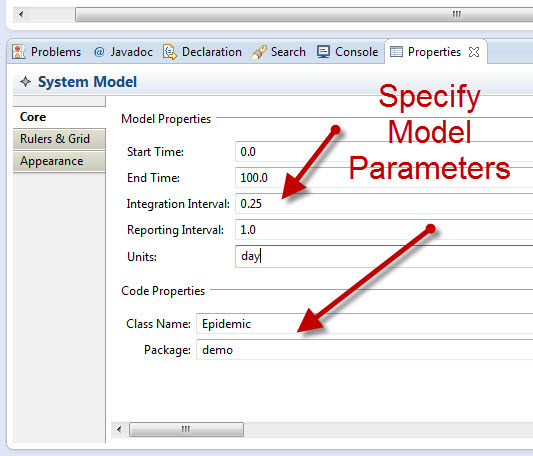 Problems @ Javadoc Declaration Search Console Properties
System Model
Core
Rulers & Grid
Appearance
Specify
Model
Parameters
Model Properties
Start Time: 0.0
End Time: 100.0
Integration Interval: 0.25
Reporting Interval: 1.0
Units: day
Code Properties
Class Name: Epidemic
Package: demo